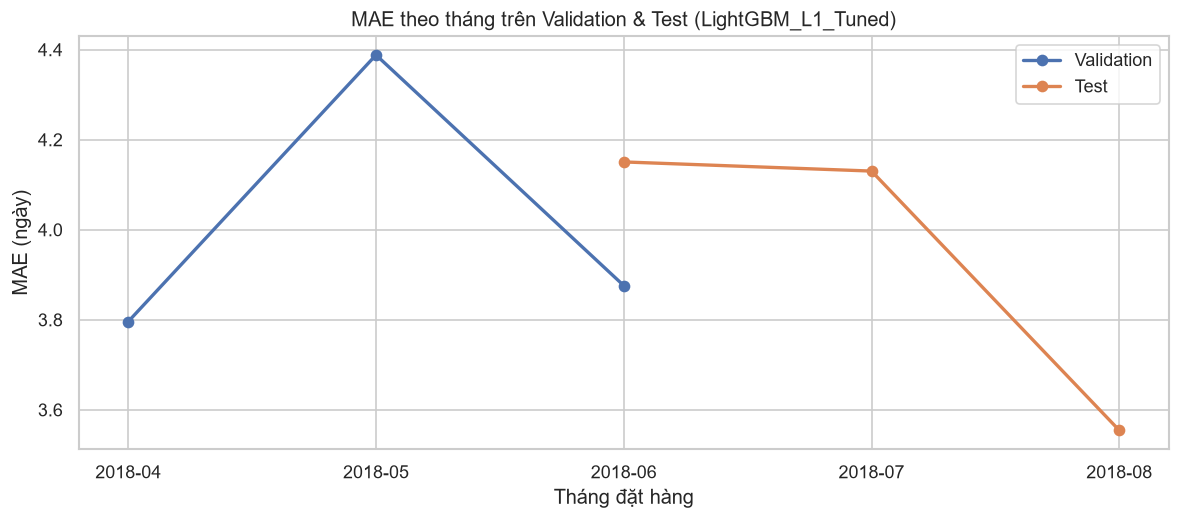 MAE theo tháng trên Validation & Test (LightGBM_L1_Tuned)
Validation
Test
MAE (ngày)
4.4
4.2
4.0
3.8
3.6
2018-04
2018-05
2018-06
2018-07
2018-08
Tháng đặt hàng